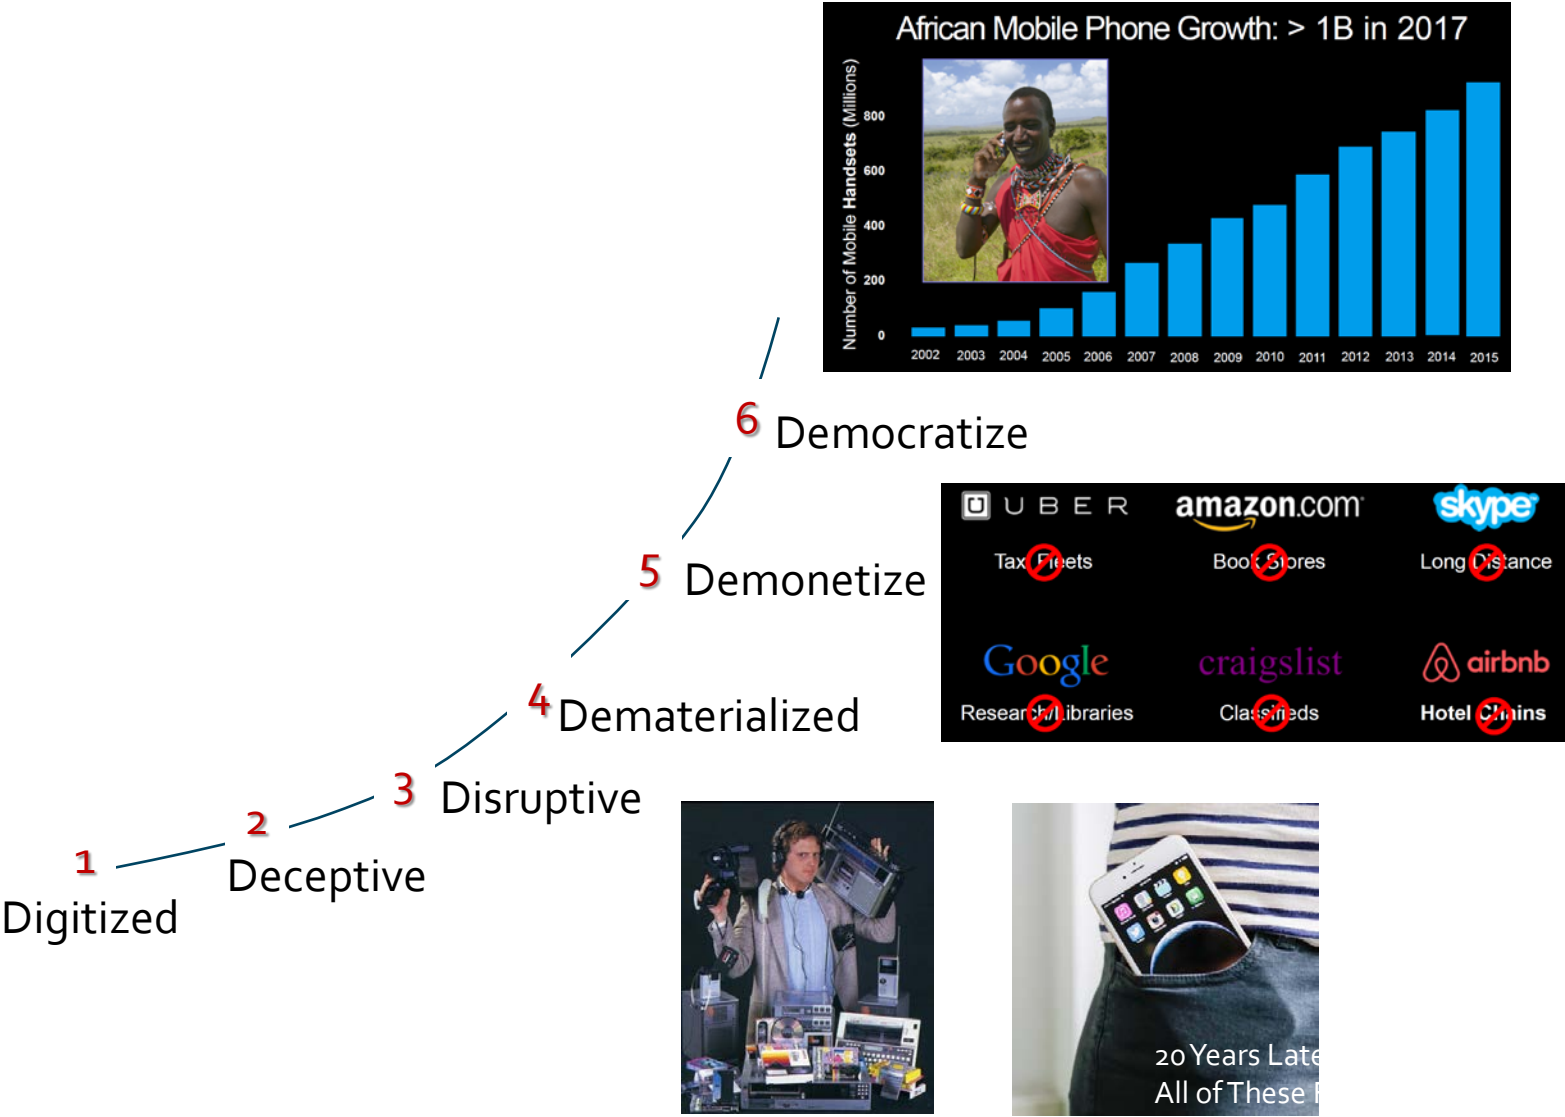 African Mobile Phone Growth: > 1B in 2017
Number of Mobile Handsets (Millions)
800
600
400
200
0
2002 2003 2004 2005 2006 2007 2008 2009 2010 2011 2012 2013 2014 2015
6 Democratize
UBER amazon.com skype
Taxi Fleets Book Stores Long Distance
5 Demonetize
Google craigslist airbnb
Research/Libraries Classifieds Hotel Chains
4 Dematerialized
3 Disruptive
2
Deceptive
1
Digitized
20 Years Late
All of These